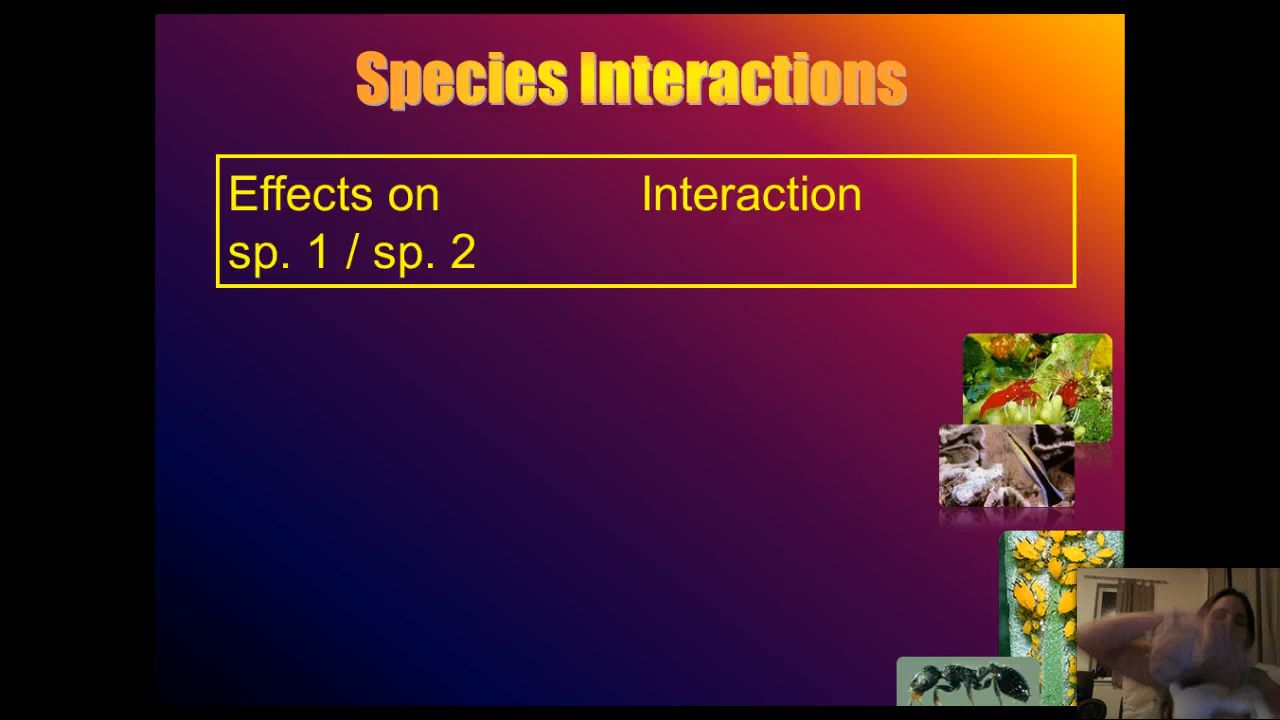 Species Interactions
Effects on Interaction
sp. 1 / sp. 2